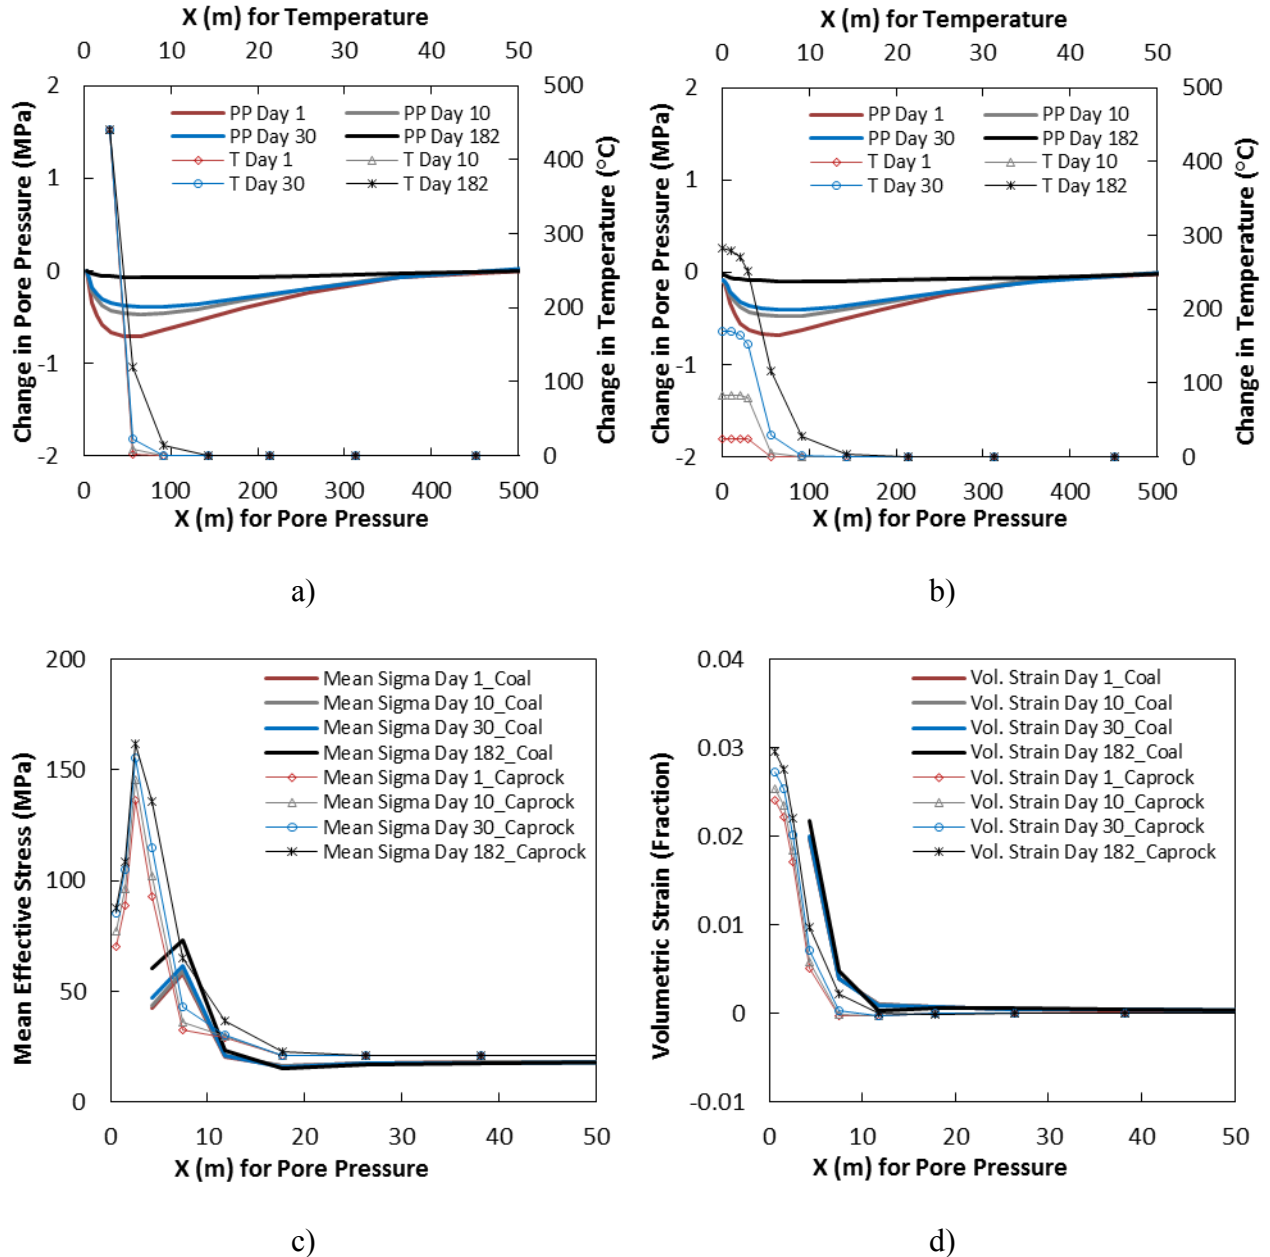 X (m) for Temperature
0 10 20 30 40 50
2 1 0 -1 -2
Change in Pore Pressure (MPa)
PP Day 1 PP Day 10
PP Day 30 PP Day 182
T Day 1 T Day 10
T Day 30 T Day 182
500 400 300 200 100 0
Change in Temperature (°C)
0 100 200 300 400 500
X (m) for Pore Pressure
a)
X (m) for Temperature
0 10 20 30 40 50
2 1 0 -1 -2
Change in Pore Pressure (MPa)
PP Day 1 PP Day 10
PP Day 30 PP Day 182
T Day 1 T Day 10
T Day 30 T Day 182
500 400 300 200 100 0
Change in Temperature (°C)
0 100 200 300 400 500
X (m) for Pore Pressure
b)
200 150 100 50 0
Mean Effective Stress (MPa)
Mean Sigma Day 1_Coal
Mean Sigma Day 10_Coal
Mean Sigma Day 30_Coal
Mean Sigma Day 182_Coal
Mean Sigma Day 1_Caprock
Mean Sigma Day 10_Caprock
Mean Sigma Day 30_Caprock
Mean Sigma Day 182_Caprock
0 10 20 30 40 50
X (m) for Pore Pressure
c)
0.04 0.03 0.02 0.01 0 -0.01
Volumetric Strain (Fraction)
Vol. Strain Day 1_Coal
Vol. Strain Day 10_Coal
Vol. Strain Day 30_Coal
Vol. Strain Day 182_Coal
Vol. Strain Day 1_Caprock
Vol. Strain Day 10_Caprock
Vol. Strain Day 30_Caprock
Vol. Strain Day 182_Caprock
0 10 20 30 40 50
X (m) for Pore Pressure
d)